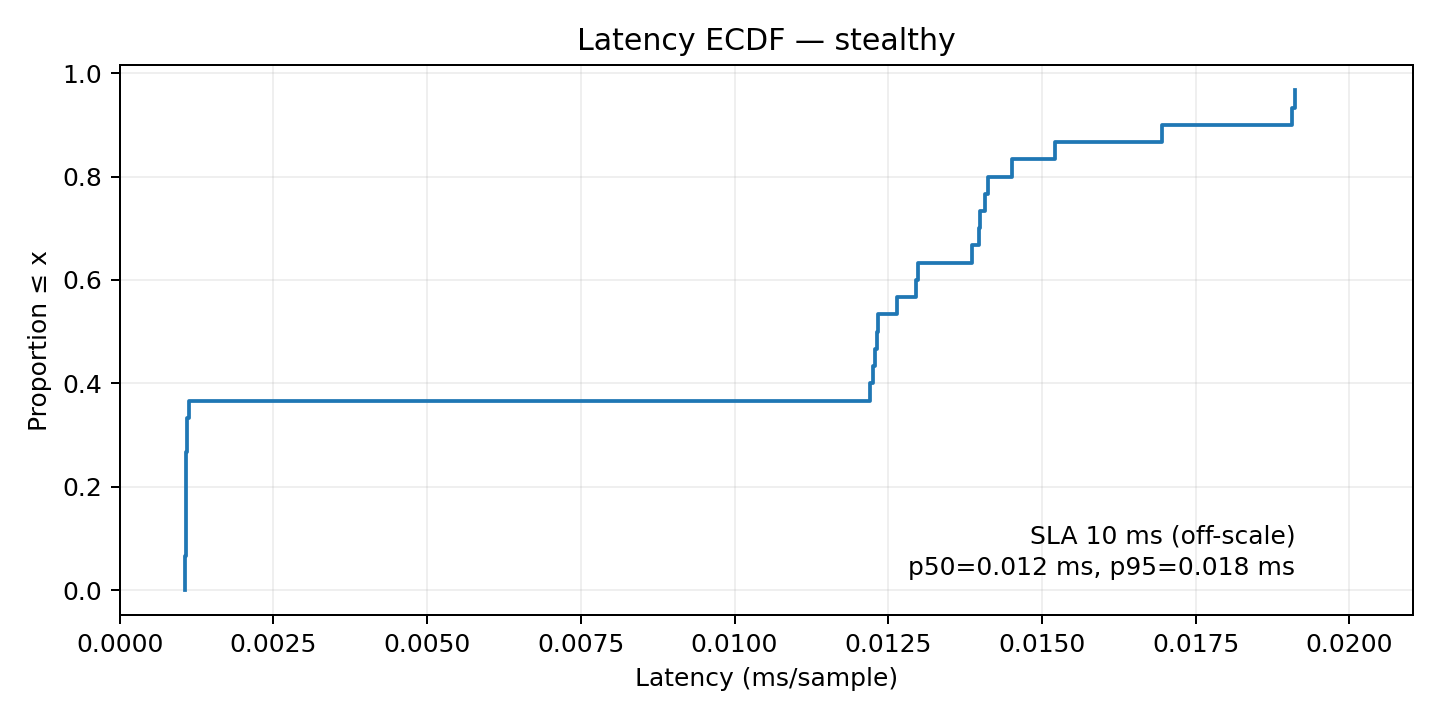 Latency ECDF — stealthy
1.0
0.8
0.6
0.4
0.2
0.0
Proportion ≤ x
SLA 10 ms (off-scale)
p50=0.012 ms, p95=0.018 ms
0.0000 0.0025 0.0050 0.0075 0.0100 0.0125 0.0150 0.0175 0.0200
Latency (ms/sample)